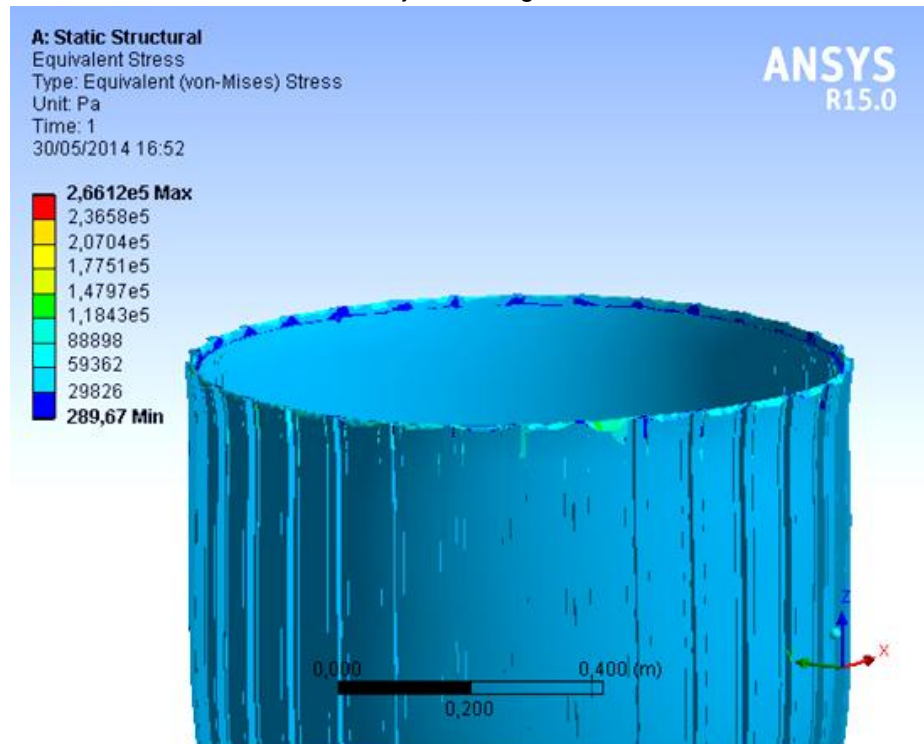 A: Static Structural
Equivalent Stress
Type: Equivalent (von-Mises) Stress
Unit: Pa
Time: 1
30/05/2014 16:52
ANSYS
R15.0
2,6612e5 Max
2,3658e5
2,0704e5
1,7751e5
1,4797e5
1,1843e5
88898
59362
29826
289,67 Min
0,000
0,400 (m)
0,200
Z
X